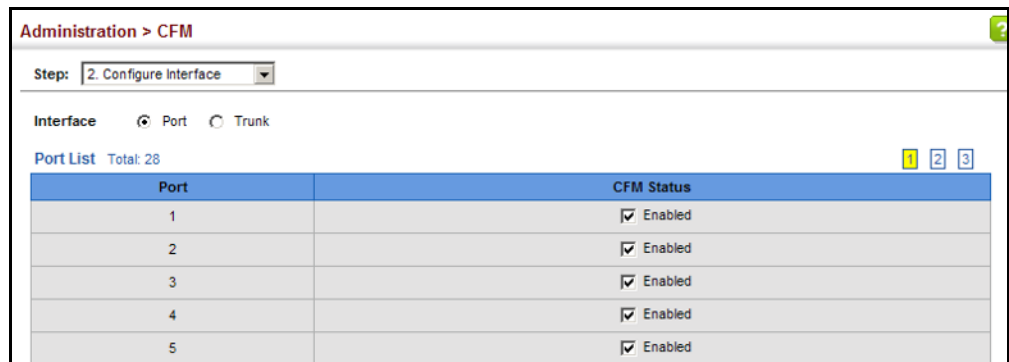 Administration > CFM
?
Step: 2. Configure Interface
Interface Port Trunk
Port List Total: 28 1 2 3
Port CFM Status
1 Enabled
2 Enabled
3 Enabled
4 Enabled
5 Enabled